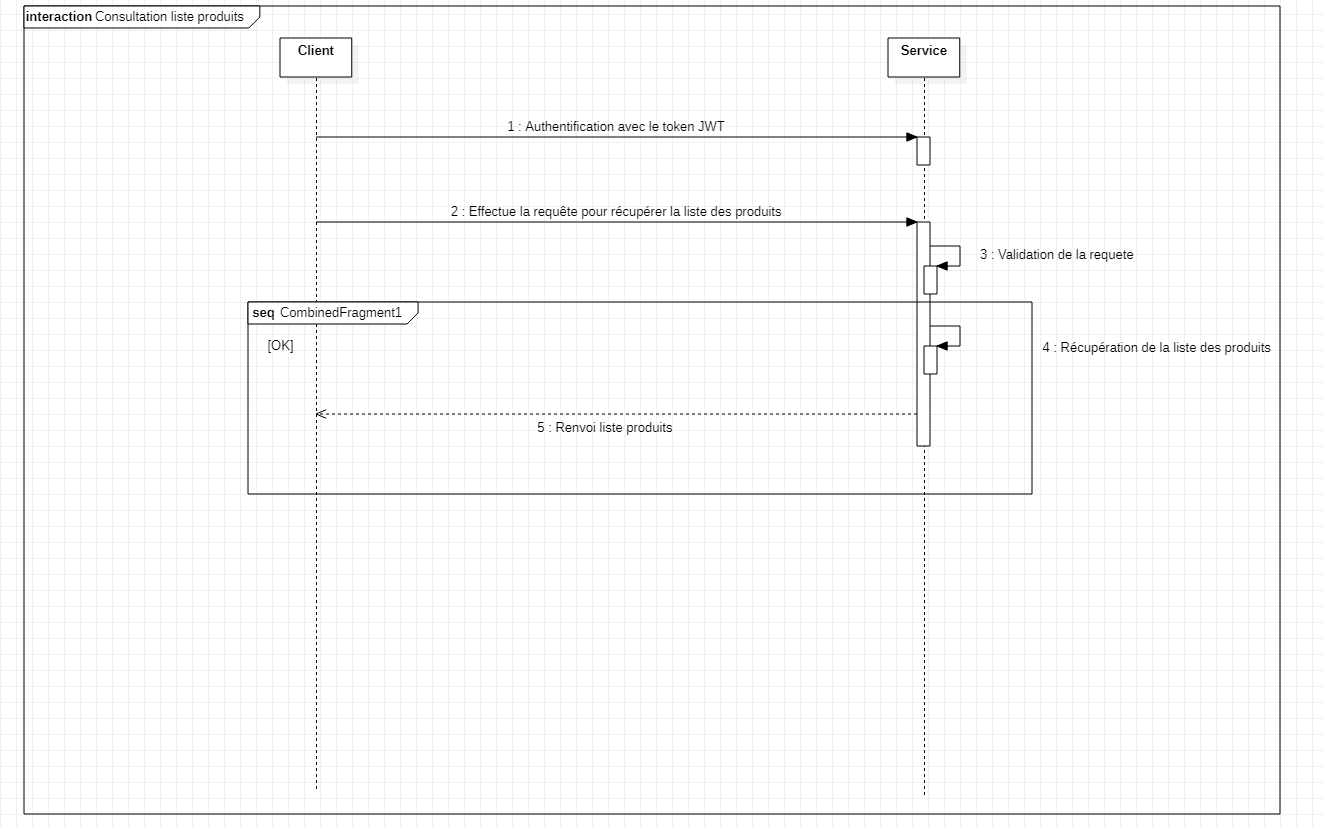 interaction Consultation liste produits
Client
Service
1 : Authentification avec le token JWT
2 : Effectue la requête pour récupérer la liste des produits
3 : Validation de la requete
seq CombinedFragment1
[OK]
4 : Récupération de la liste des produits
5 : Renvoi liste produits